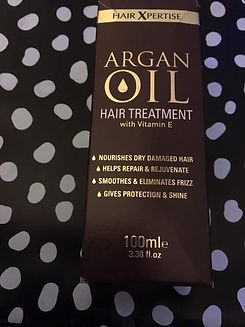 HAIR XPERTISE
ARGAN
OIL
HAIR TREATMENT
with Vitamin E
NOURISHES DRY DAMAGED HAIR
HELPS REPAIR & REJUVENATE
SMOOTHES & ELIMINATES FRIZZ
GIVES PROTECTION & SHINE
100ml℮
3.38 fl.oz